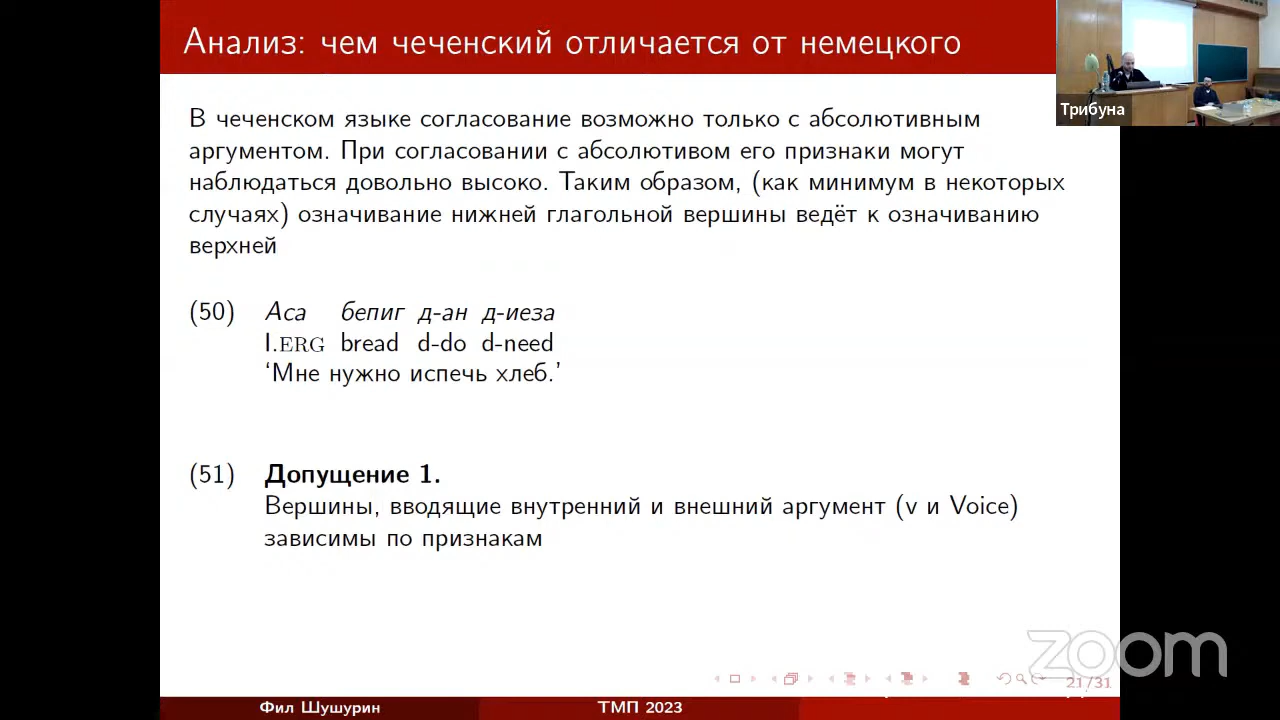 Анализ: чем чеченский отличается от немецкого
Трибуна
В чеченском языке согласование возможно только с абсолютивным
аргументом. При согласовании с абсолютивом его признаки могут
наблюдаться довольно высоко. Таким образом, (как минимум в некоторых
случаях) означивание нижней глагольной вершины ведёт к означиванию
верхней
(50) Аса бепиг д-ан д-иеза
I.ERG bread d-do d-need
‘Мне нужно испечь хлеб.’
(51) Допущение 1.
Вершины, вводящие внутренний и внешний аргумент (v и Voice)
зависимы по признакам
zoom
21/31
Фил Шушурин ТМП 2023